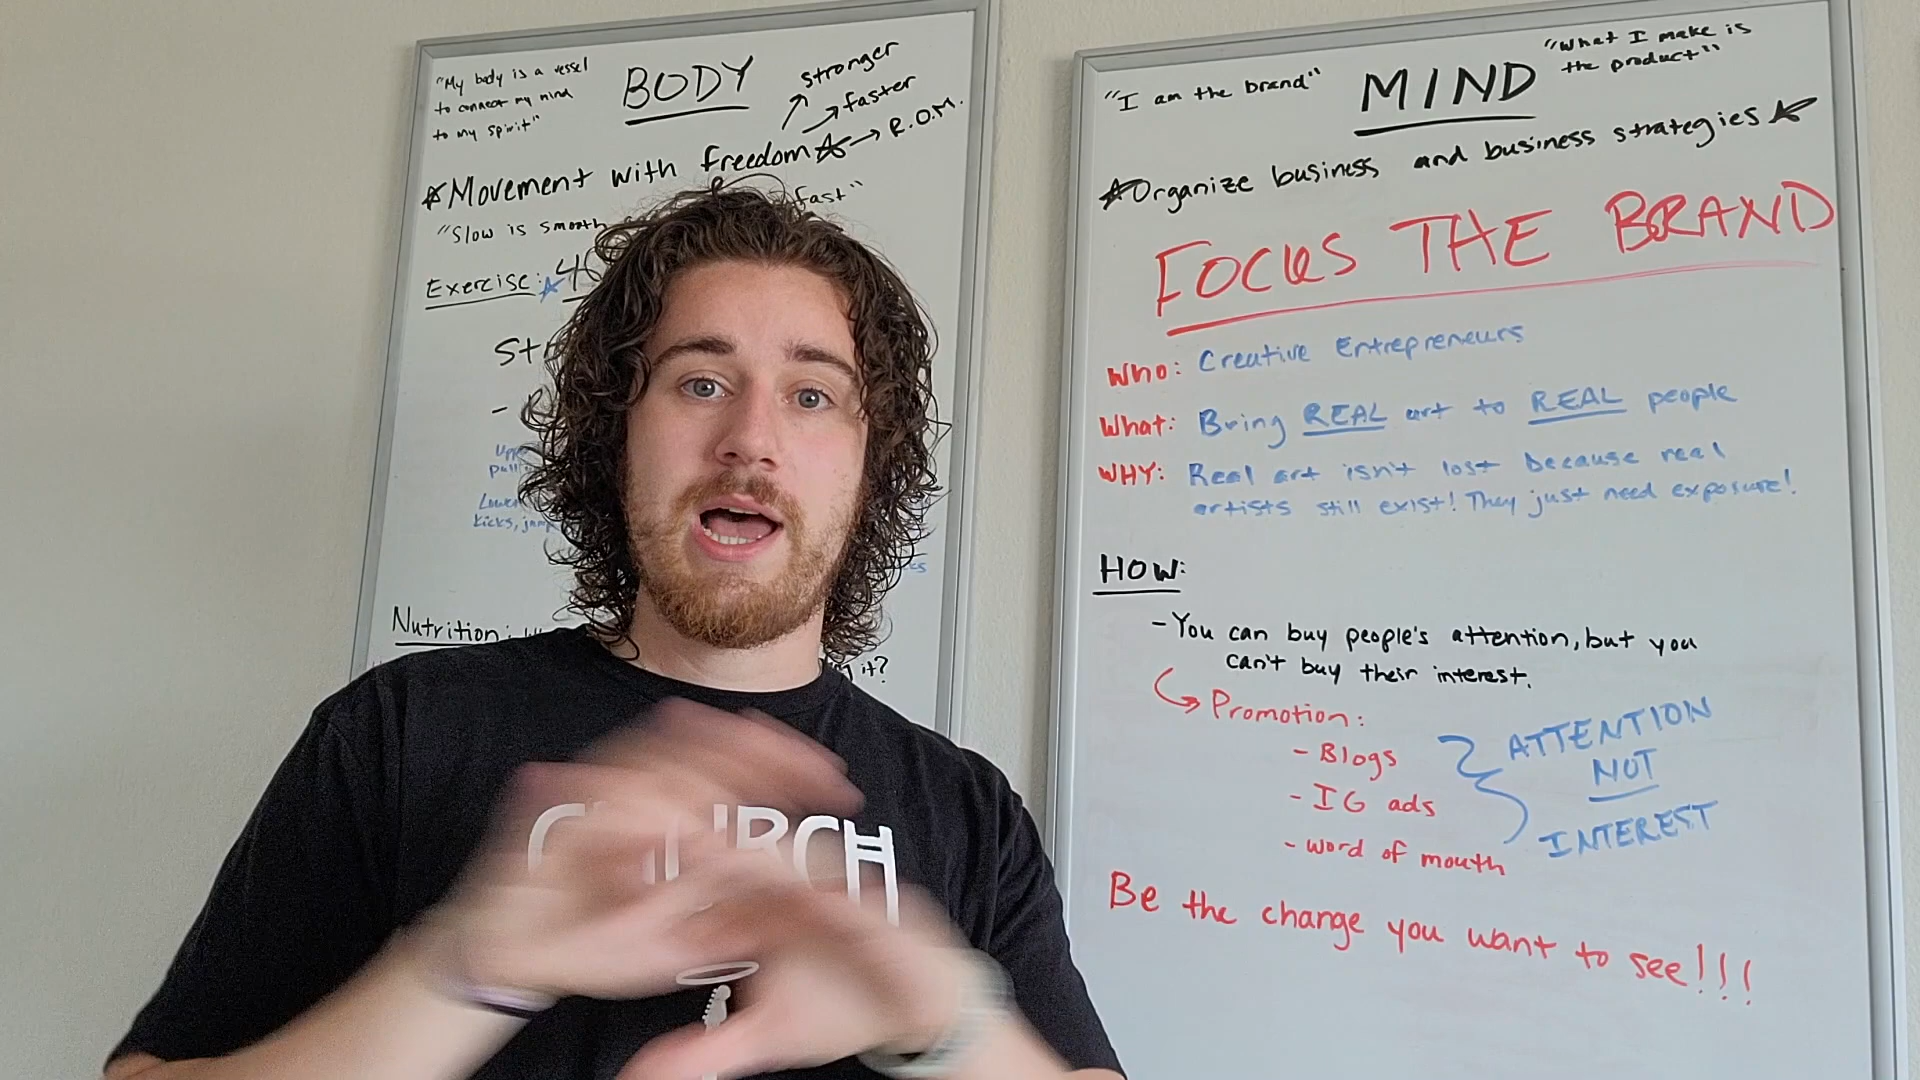 "My body is a vessel
to connect my mind
to my spirit"
BODY
stronger
faster
R.O.M.
Movement with freedom
"Slow is smooth
fast"
Exercise:
Nutrition:
it?
Lower
kicks,
"I am the brand"
MIND
"What I make is
the product"
Organize business and business strategies
FOCUS THE BRAND
Who: Creative Entrepreneurs
What: Bring REAL art to REAL people
WHY: Real art isn't lost because real
artists still exist! They just need exposure!
HOW:
- You can buy people's attention, but you
can't buy their interest.
Promotion:
- Blogs
- IG ads
- word of mouth
ATTENTION
NOT
INTEREST
Be the change you want to see!!!